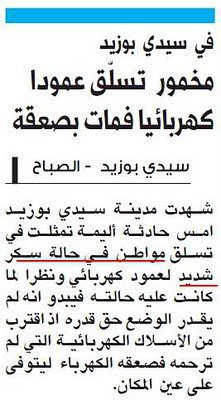 في سيدي بوزيد
مخمور تسلّق عمودا
كهربائيا فمات بصعقة
سيدي بوزيد - الصباح
شهدت مدينة سيدي بوزيد
امس حادثة أليمة تمثلت في
تسلق مواطن في حالة سكر
شديد لعمود كهربائي ونظرا لما
كانت عليه حالته فيبدو انه لم
يقدر الوضع حق قدره اذ اقترب
من الأسلاك الكهربائية التي لم
ترحمه فصعقه الكهرباء ليتوفى
على عين المكان.